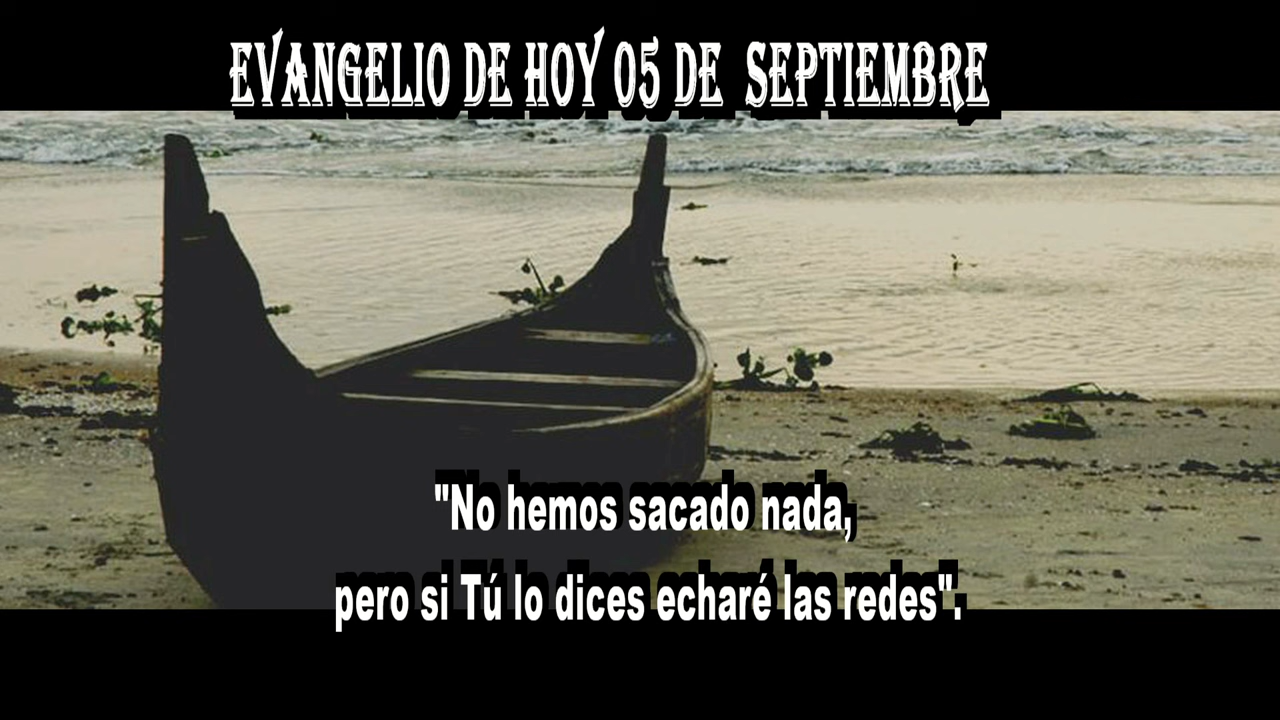 EVANGELIO DE HOY 05 DE SEPTIEMBRE
"No hemos sacado nada,
pero si Tú lo dices echaré las redes".